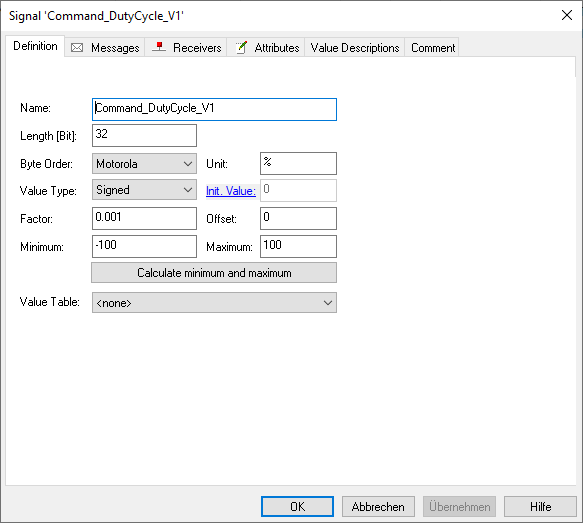 Signal 'Command_DutyCycle_V1'
Definition Messages Receivers Attributes Value Descriptions Comment
Name: Command_DutyCycle_V1
Length [Bit]: 32
Byte Order: Motorola Unit: %
Value Type: Signed Init. Value: 0
Factor: 0.001 Offset: 0
Minimum: -100 Maximum: 100
Calculate minimum and maximum
Value Table: <none>
OK Abbrechen Übernehmen Hilfe